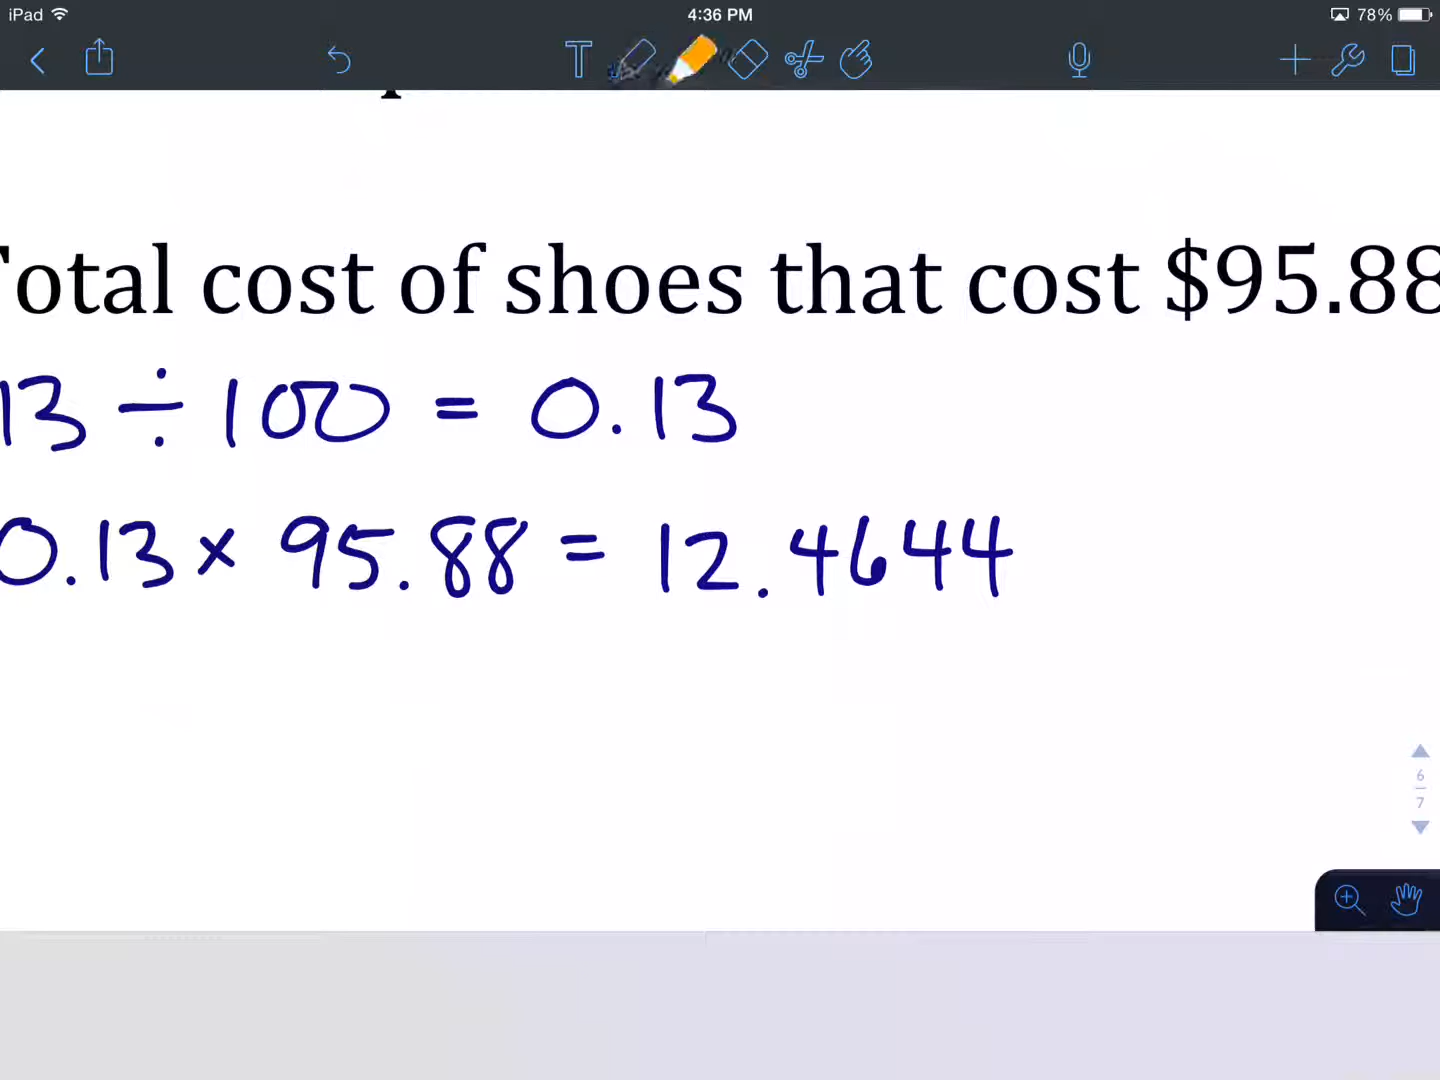 iPad 4:36 PM 78%
T
Total cost of shoes that cost $95.88
13 ÷ 100 = 0.13
0.13 × 95.88 = 12.4644
6
7